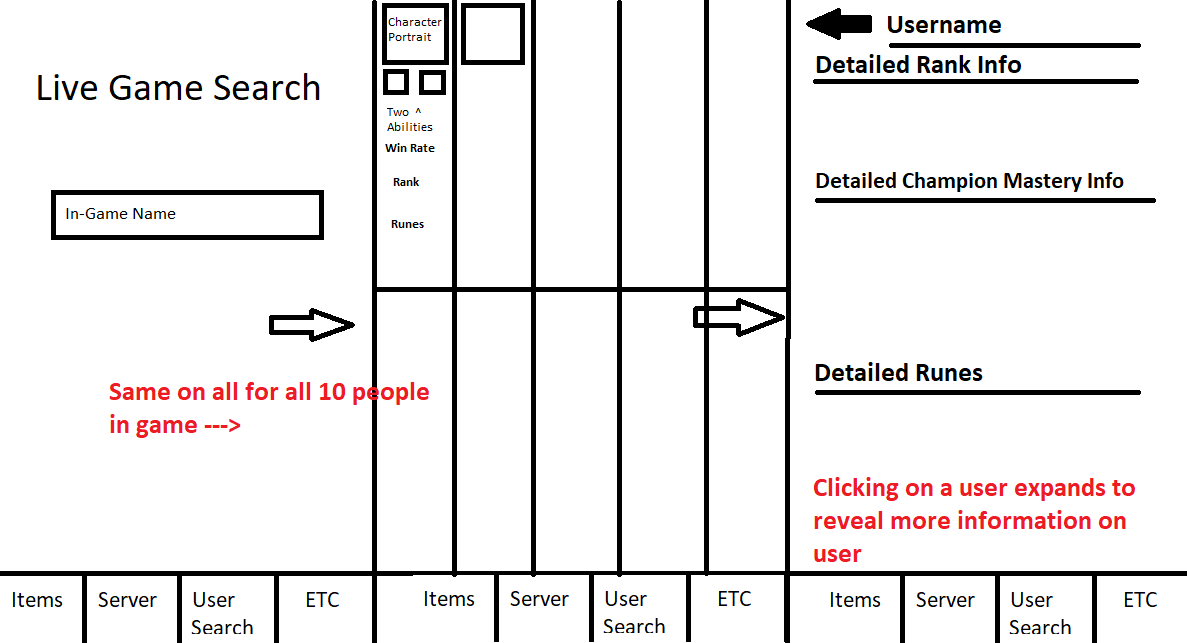 Live Game Search
In-Game Name
Same on all for all 10 people
in game --->
Items
Server
User
Search
ETC
Character
Portrait
Two ^
Abilities
Win Rate
Rank
Runes
Items
Server
User
Search
ETC
Username
Detailed Rank Info
Detailed Champion Mastery Info
Detailed Runes
Clicking on a user expands to
reveal more information on
user
Items
Server
User
Search
ETC